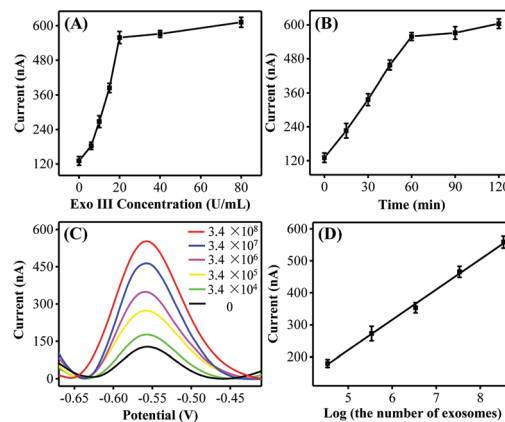 (A)
Current (nA)
600
480
360
240
120
0 20 40 60 80
Exo III Concentration (U/mL)
(B)
Current (nA)
600
480
360
240
120
0 30 60 90 120
Time (min)
(C)
Current (nA)
600
450
300
150
0
3.4 ×10⁸
3.4 ×10⁷
3.4 ×10⁶
3.4 ×10⁵
3.4 ×10⁴
0
-0.65 -0.60 -0.55 -0.50 -0.45
Potential (V)
(D)
Current (nA)
600
500
400
300
200
5 6 7 8
Log (the number of exosomes)